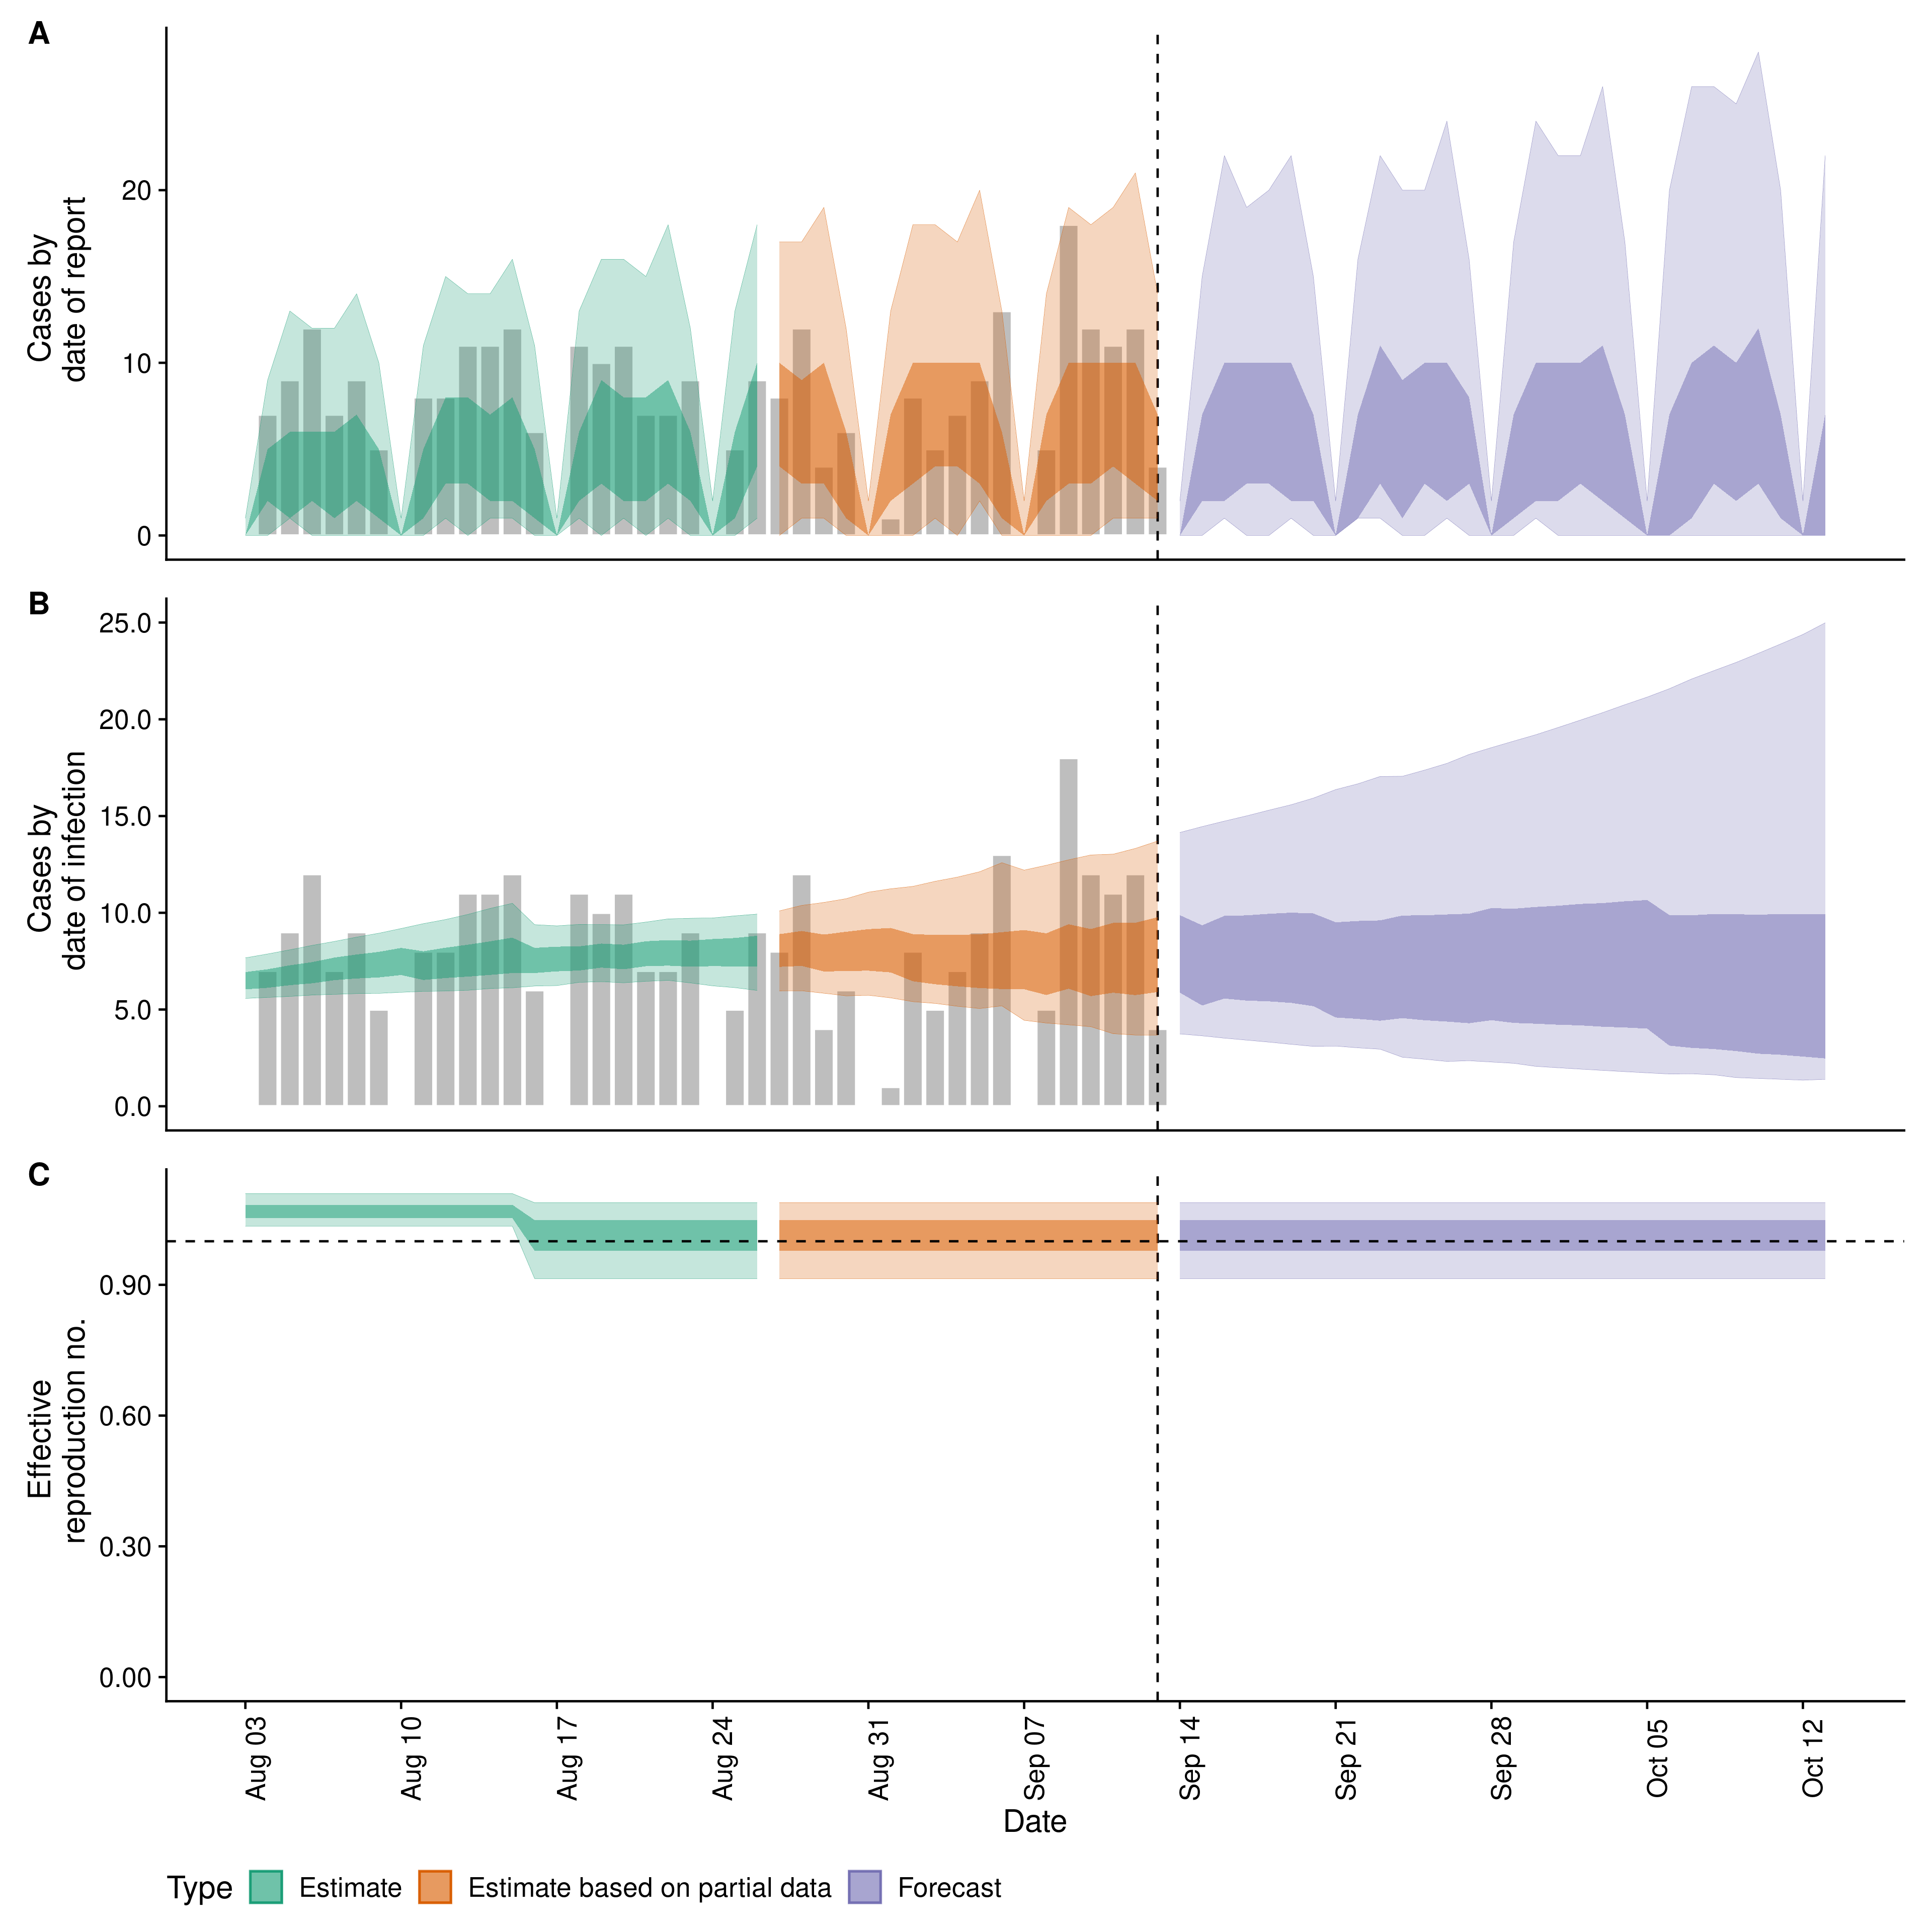 A
Cases by
date of report
20
10
0
B
Cases by
date of infection
25.0
20.0
15.0
10.0
5.0
0.0
C
Effective
reproduction no.
0.90
0.60
0.30
0.00
Aug 03
Aug 10
Aug 17
Aug 24
Aug 31
Sep 07
Sep 14
Sep 21
Sep 28
Oct 05
Oct 12
Date
Type Estimate Estimate based on partial data Forecast